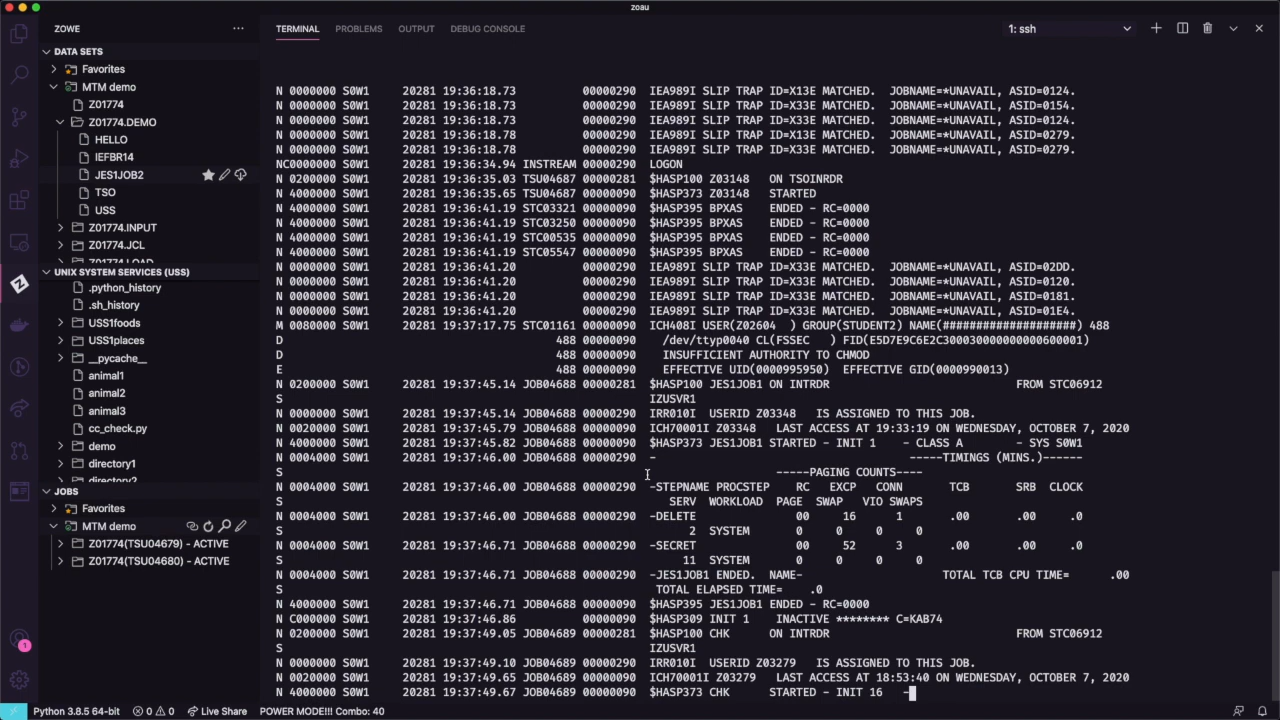 zoau
ZOWE ···
DATA SETS
Favorites
MTM demo
Z01774
Z01774.DEMO
HELLO
IEFBR14
JES1JOB2
TSO
USS
Z01774.INPUT
Z01774.JCL
Z01774.LOAD
UNIX SYSTEM SERVICES (USS)
.python_history
.sh_history
USS1foods
USS1places
__pycache__
animal1
animal2
animal3
cc_check.py
demo
directory1
directory2
JOBS
Favorites
MTM demo
Z01774(TSU04679) - ACTIVE
Z01774(TSU04680) - ACTIVE
TERMINAL PROBLEMS OUTPUT DEBUG CONSOLE 1: ssh
N 0000000 S0W1 20281 19:36:18.73 00000290 IEA989I SLIP TRAP ID=X13E MATCHED. JOBNAME=*UNAVAIL, ASID=0124.
N 0000000 S0W1 20281 19:36:18.73 00000290 IEA989I SLIP TRAP ID=X13E MATCHED. JOBNAME=*UNAVAIL, ASID=0154.
N 0000000 S0W1 20281 19:36:18.73 00000290 IEA989I SLIP TRAP ID=X13E MATCHED. JOBNAME=*UNAVAIL, ASID=0124.
N 0000000 S0W1 20281 19:36:18.78 00000290 IEA989I SLIP TRAP ID=X13E MATCHED. JOBNAME=*UNAVAIL, ASID=0279.
N 0000000 S0W1 20281 19:36:18.78 00000290 IEA989I SLIP TRAP ID=X13E MATCHED. JOBNAME=*UNAVAIL, ASID=0279.
NC0000000 S0W1 20281 19:36:34.94 INSTREAM 00000290 LOGON
N 0200000 S0W1 20281 19:36:35.03 TSU04687 00000281 $HASP100 Z03148 ON TSOINRDR
N 4000000 S0W1 20281 19:36:35.65 TSU04687 00000090 $HASP373 Z03148 STARTED
N 4000000 S0W1 20281 19:36:41.19 STC03321 00000090 $HASP395 BPXAS ENDED - RC=0000
N 4000000 S0W1 20281 19:36:41.19 STC03250 00000090 $HASP395 BPXAS ENDED - RC=0000
N 4000000 S0W1 20281 19:36:41.19 STC00535 00000090 $HASP395 BPXAS ENDED - RC=0000
N 4000000 S0W1 20281 19:36:41.19 STC05547 00000090 $HASP395 BPXAS ENDED - RC=0000
N 0000000 S0W1 20281 19:36:41.20 00000290 IEA989I SLIP TRAP ID=X33E MATCHED. JOBNAME=*UNAVAIL, ASID=02DD.
N 0000000 S0W1 20281 19:36:41.20 00000290 IEA989I SLIP TRAP ID=X33E MATCHED. JOBNAME=*UNAVAIL, ASID=0120.
N 0000000 S0W1 20281 19:36:41.20 00000290 IEA989I SLIP TRAP ID=X33E MATCHED. JOBNAME=*UNAVAIL, ASID=0181.
N 0000000 S0W1 20281 19:36:41.20 00000290 IEA989I SLIP TRAP ID=X33E MATCHED. JOBNAME=*UNAVAIL, ASID=01E4.
M 0080000 S0W1 20281 19:37:17.75 STC01161 00000090 ICH408I USER(Z02604 ) GROUP(STUDENT2) NAME(####################) 488
D 488 00000090 /dev/ttyp0040 CL(FSSEC ) FID(E5D7E9C6E2C300030000000000600001)
D 488 00000090 INSUFFICIENT AUTHORITY TO CHMOD
E 488 00000090 EFFECTIVE UID(0000995950) EFFECTIVE GID(0000990013)
N 0200000 S0W1 20281 19:37:45.14 JOB04688 00000281 $HASP100 JES1JOB1 ON INTRDR FROM STC06912
S IZUSVR1
N 0000000 S0W1 20281 19:37:45.14 JOB04688 00000290 IRR010I USERID Z03348 IS ASSIGNED TO THIS JOB.
N 0020000 S0W1 20281 19:37:45.79 JOB04688 00000090 ICH70001I Z03348 LAST ACCESS AT 19:33:19 ON WEDNESDAY, OCTOBER 7, 2020
N 4000000 S0W1 20281 19:37:45.82 JOB04688 00000090 $HASP373 JES1JOB1 STARTED - INIT 1 - CLASS A - SYS S0W1
N 0004000 S0W1 20281 19:37:46.00 JOB04688 00000290 - -----TIMINGS (MINS.)------
S -----PAGING COUNTS----
N 0004000 S0W1 20281 19:37:46.00 JOB04688 00000290 -STEPNAME PROCSTEP RC EXCP CONN TCB SRB CLOCK
S SERV WORKLOAD PAGE SWAP VIO SWAPS
N 0004000 S0W1 20281 19:37:46.00 JOB04688 00000290 -DELETE 00 16 1 .00 .00 .0
S 2 SYSTEM 0 0 0 0
N 0004000 S0W1 20281 19:37:46.71 JOB04688 00000290 -SECRET 00 52 3 .00 .00 .0
S 11 SYSTEM 0 0 0 0
N 0004000 S0W1 20281 19:37:46.71 JOB04688 00000290 -JES1JOB1 ENDED. NAME- TOTAL TCB CPU TIME= .00
S TOTAL ELAPSED TIME= .0
N 4000000 S0W1 20281 19:37:46.71 JOB04688 00000090 $HASP395 JES1JOB1 ENDED - RC=0000
N C000000 S0W1 20281 19:37:46.86 00000090 $HASP309 INIT 1 INACTIVE ******** C=KAB74
N 0200000 S0W1 20281 19:37:49.05 JOB04689 00000281 $HASP100 CHK ON INTRDR FROM STC06912
S IZUSVR1
N 0000000 S0W1 20281 19:37:49.10 JOB04689 00000290 IRR010I USERID Z03279 IS ASSIGNED TO THIS JOB.
N 0020000 S0W1 20281 19:37:49.65 JOB04689 00000090 ICH70001I Z03279 LAST ACCESS AT 18:53:40 ON WEDNESDAY, OCTOBER 7, 2020
N 4000000 S0W1 20281 19:37:49.67 JOB04689 00000090 $HASP373 CHK STARTED - INIT 16 -
1
Python 3.8.5 64-bit 0 0 Live Share POWER MODE!!! Combo: 40